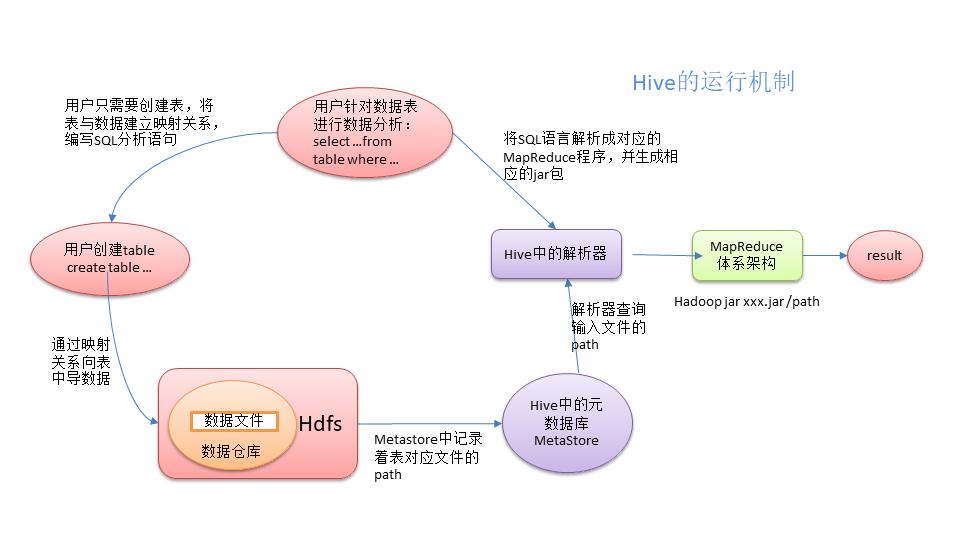 Hive的运行机制
用户只需要创建表，将
表与数据建立映射关系，
编写SQL分析语句
用户针对数据表
进行数据分析：
select ...from
table where ...
将SQL语言解析成对应的
MapReduce程序，并生成相
应的jar包
用户创建table
create table ...
Hive中的解析器
MapReduce
体系架构
result
Hadoop jar xxx.jar /path
解析器查询
输入文件的
path
通过映射
关系向表
中导数据
数据文件
数据仓库
Hdfs
Metastore中记录
着表对应文件的
path
Hive中的元
数据库
MetaStore